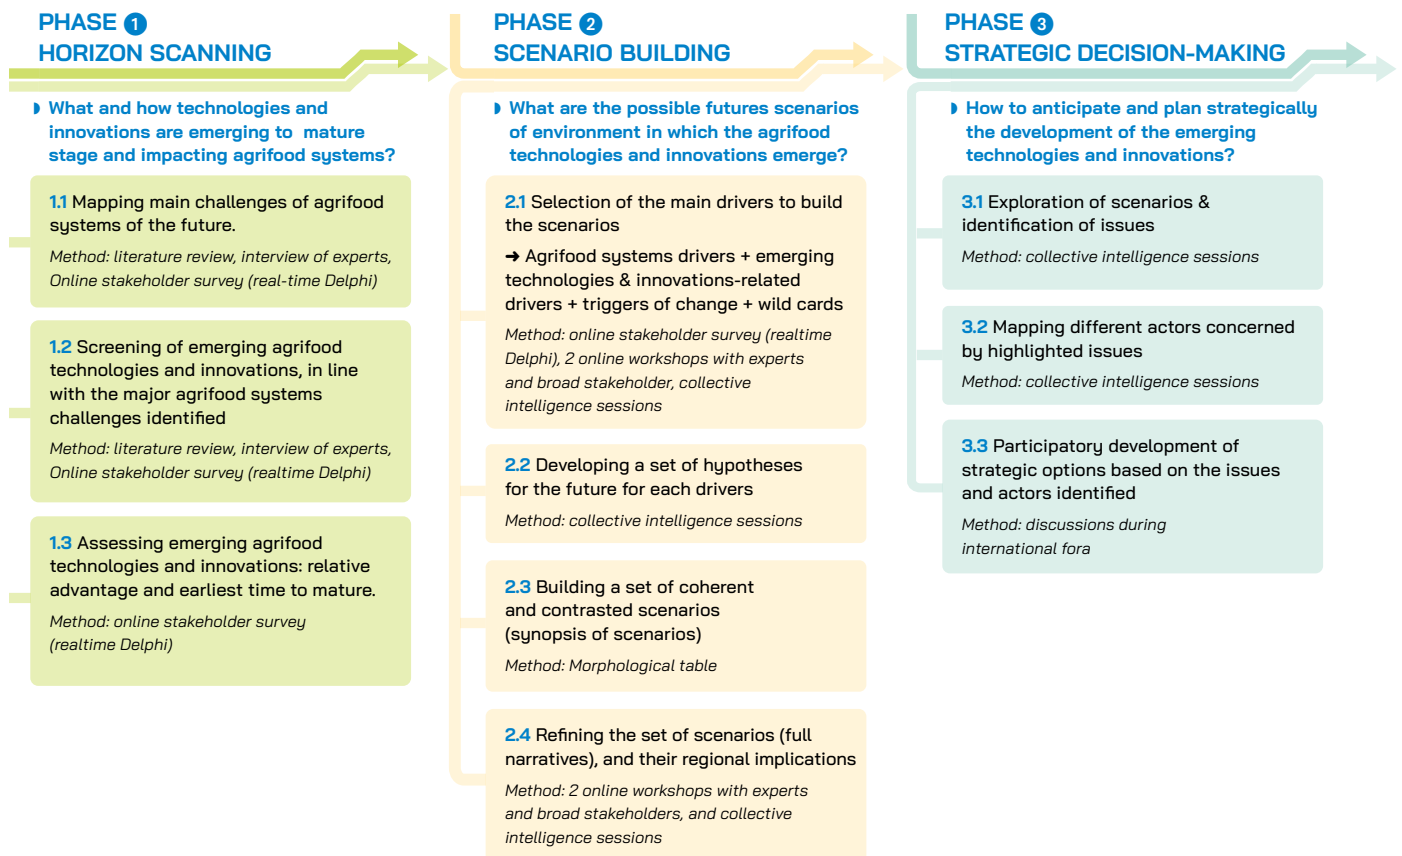 PHASE 1
HORIZON SCANNING
What and how technologies and
innovations are emerging to mature
stage and impacting agrifood systems?
1.1 Mapping main challenges of agrifood
systems of the future.
Method: literature review, interview of experts,
Online stakeholder survey (real-time Delphi)
1.2 Screening of emerging agrifood
technologies and innovations, in line
with the major agrifood systems
challenges identified
Method: literature review, interview of experts,
Online stakeholder survey (realtime Delphi)
1.3 Assessing emerging agrifood
technologies and innovations: relative
advantage and earliest time to mature.
Method: online stakeholder survey
(realtime Delphi)
PHASE 2
SCENARIO BUILDING
What are the possible futures scenarios
of environment in which the agrifood
technologies and innovations emerge?
2.1 Selection of the main drivers to build
the scenarios
➜ Agrifood systems drivers + emerging
technologies & innovations-related
drivers + triggers of change + wild cards
Method: online stakeholder survey (realtime
Delphi), 2 online workshops with experts
and broad stakeholder, collective
intelligence sessions
2.2 Developing a set of hypotheses
for the future for each drivers
Method: collective intelligence sessions
2.3 Building a set of coherent
and contrasted scenarios
(synopsis of scenarios)
Method: Morphological table
2.4 Refining the set of scenarios (full
narratives), and their regional implications
Method: 2 online workshops with experts
and broad stakeholders, and collective
intelligence sessions
PHASE 3
STRATEGIC DECISION-MAKING
How to anticipate and plan strategically
the development of the emerging
technologies and innovations?
3.1 Exploration of scenarios &
identification of issues
Method: collective intelligence sessions
3.2 Mapping different actors concerned
by highlighted issues
Method: collective intelligence sessions
3.3 Participatory development of
strategic options based on the issues
and actors identified
Method: discussions during
international fora